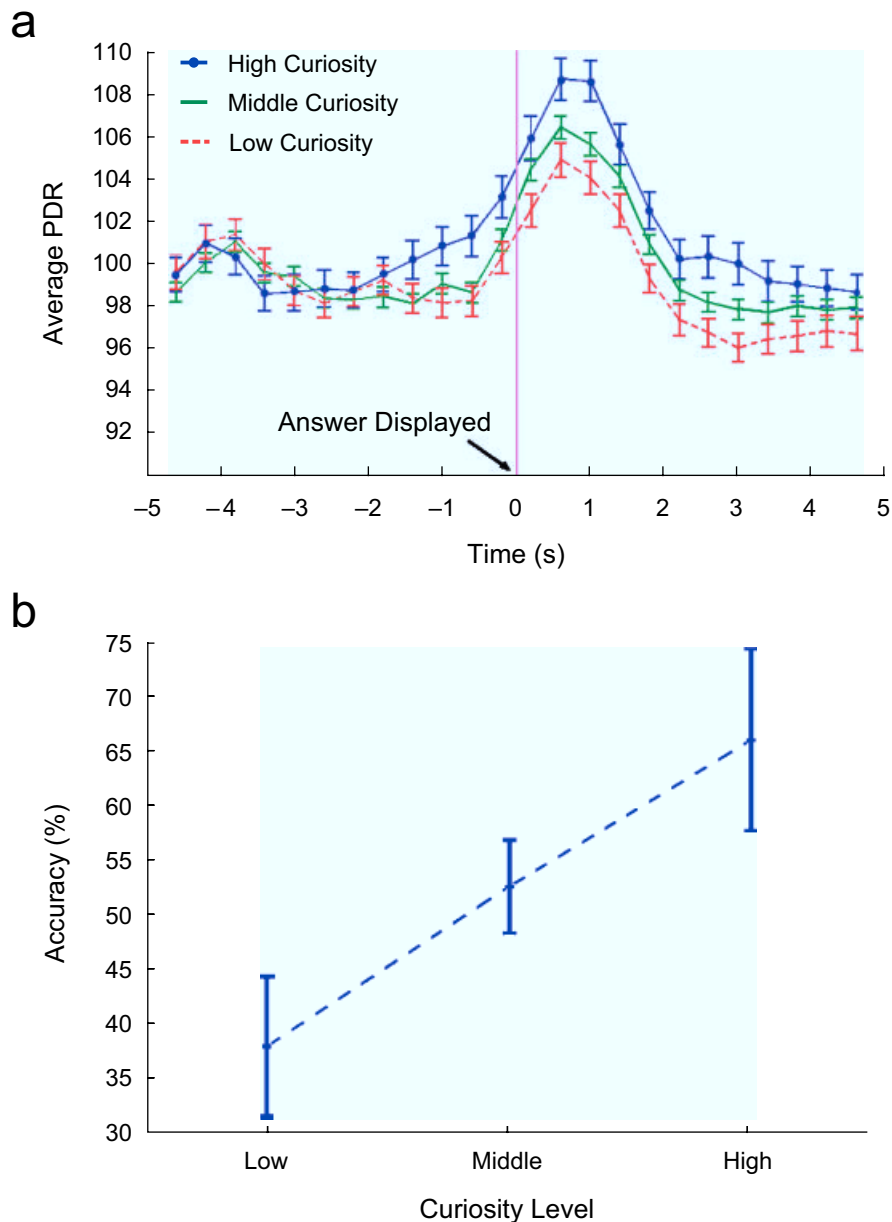 a
110
108
106
104
102
100
98
96
94
92
Average PDR
High Curiosity
Middle Curiosity
Low Curiosity
Answer Displayed
–5 –4 –3 –2 –1 0 1 2 3 4 5
Time (s)
b
75
70
65
60
55
50
45
40
35
30
Accuracy (%)
Low Middle High
Curiosity Level